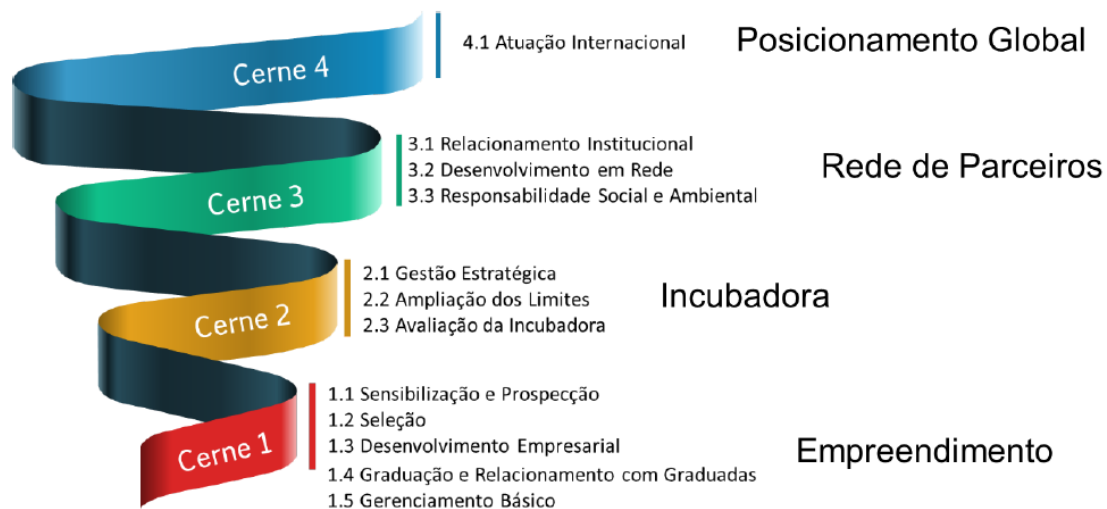 Cerne 4
4.1 Atuação Internacional
Posicionamento Global
Cerne 3
3.1 Relacionamento Institucional
3.2 Desenvolvimento em Rede
3.3 Responsabilidade Social e Ambiental
Rede de Parceiros
Cerne 2
2.1 Gestão Estratégica
2.2 Ampliação dos Limites
2.3 Avaliação da Incubadora
Incubadora
Cerne 1
1.1 Sensibilização e Prospecção
1.2 Seleção
1.3 Desenvolvimento Empresarial
1.4 Graduação e Relacionamento com Graduadas
1.5 Gerenciamento Básico
Empreendimento